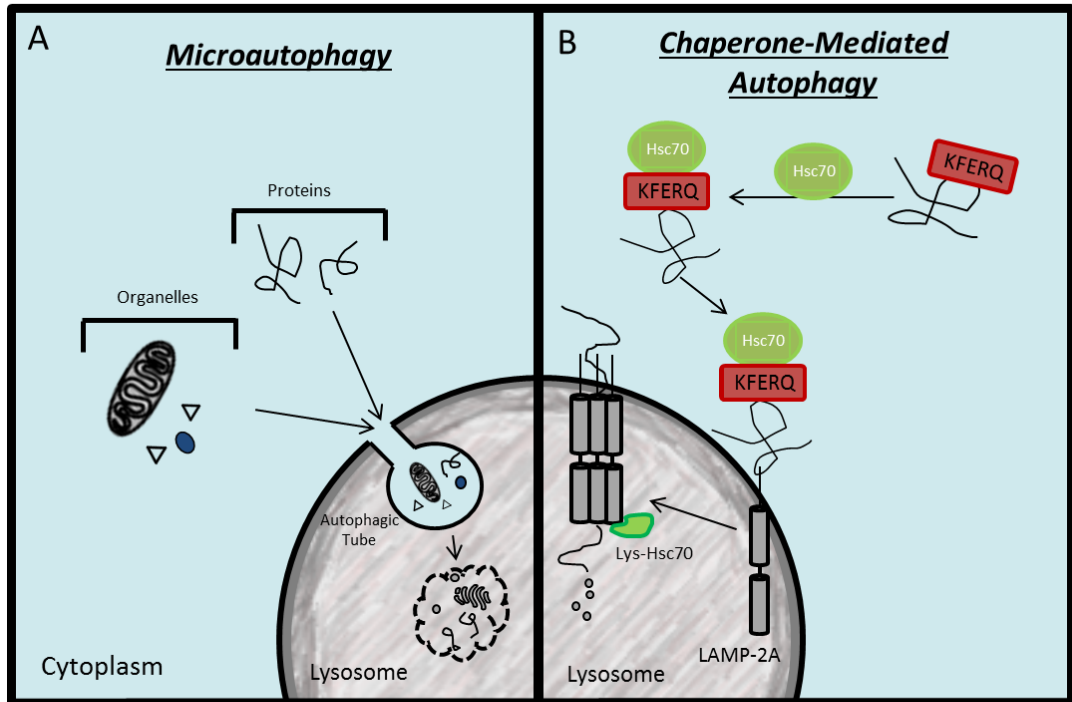 A
Microautophagy
Proteins
Organelles
Autophagic
Tube
Cytoplasm
Lysosome
B
Chaperone-Mediated
Autophagy
Hsc70
KFERQ
Hsc70
KFERQ
Hsc70
KFERQ
Lys-Hsc70
LAMP-2A
Lysosome